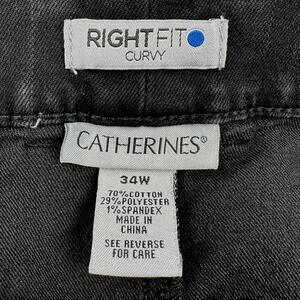 RIGHTFIT
CURVY
CATHERINES®
34W
70%COTTON
29%POLYESTER
1%SPANDEX
MADE IN
CHINA
SEE REVERSE
FOR CARE